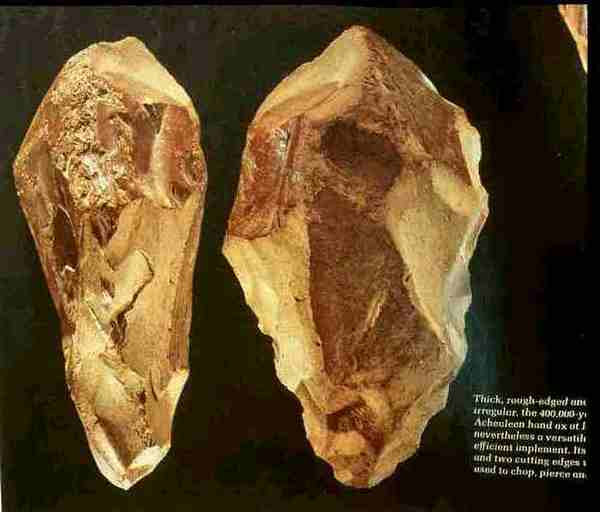 Thick, rough-edged and
irregular, the 400,000-y
Acheulean hand ax at l
nevertheless a versatil
efficient implement. Its
and two cutting edges
used to chop, pierce an